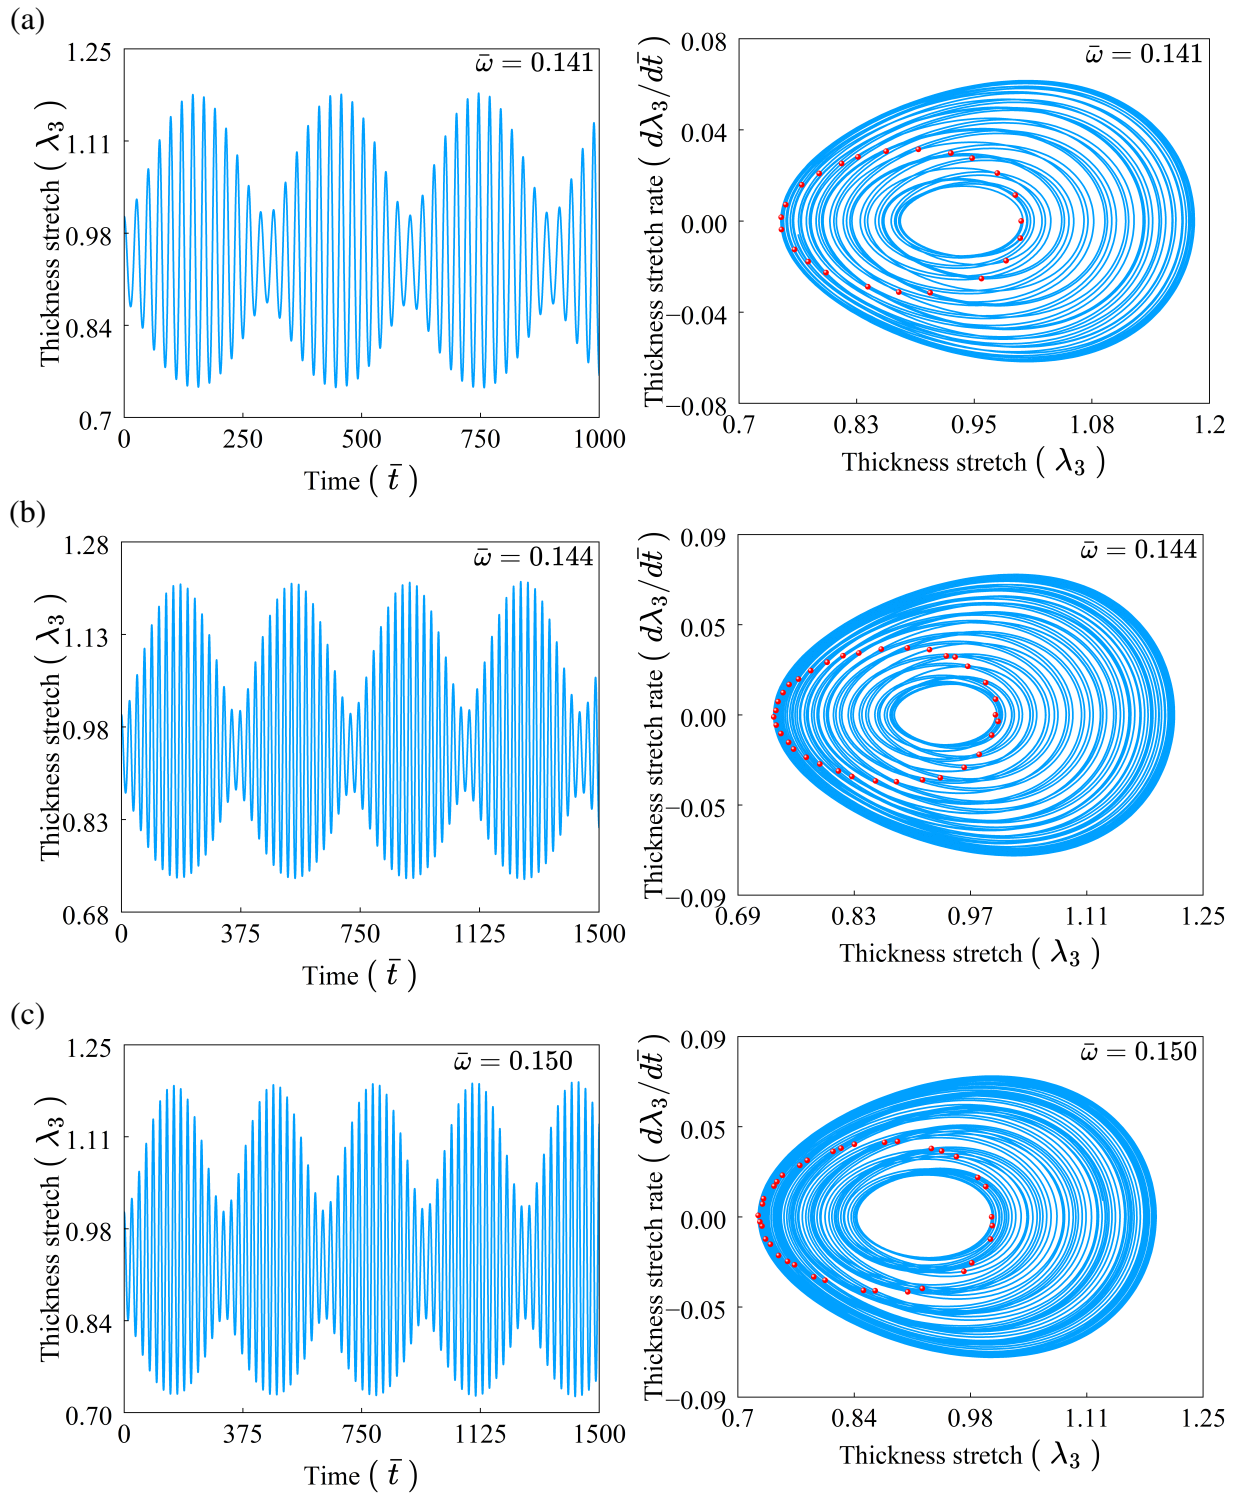 (a)
1.25
1.11
0.98
0.84
0.7
Thickness stretch ( λ₃ )
ω̄ = 0.141
0
250
500
750
1000
Time ( t̄ )
0.08
0.04
0.00
−0.04
−0.08
Thickness stretch rate ( dλ₃/dt̄ )
ω̄ = 0.141
0.7
0.83
0.95
1.08
1.2
Thickness stretch ( λ₃ )
(b)
1.28
1.13
0.98
0.83
0.68
Thickness stretch ( λ₃ )
ω̄ = 0.144
0
375
750
1125
1500
Time ( t̄ )
0.09
0.05
0.00
−0.05
−0.09
Thickness stretch rate ( dλ₃/dt̄ )
ω̄ = 0.144
0.69
0.83
0.97
1.11
1.25
Thickness stretch ( λ₃ )
(c)
1.25
1.11
0.98
0.84
0.70
Thickness stretch ( λ₃ )
ω̄ = 0.150
0
375
750
1125
1500
Time ( t̄ )
0.09
0.05
0.00
−0.05
−0.09
Thickness stretch rate ( dλ₃/dt̄ )
ω̄ = 0.150
0.7
0.84
0.98
1.11
1.25
Thickness stretch ( λ₃ )